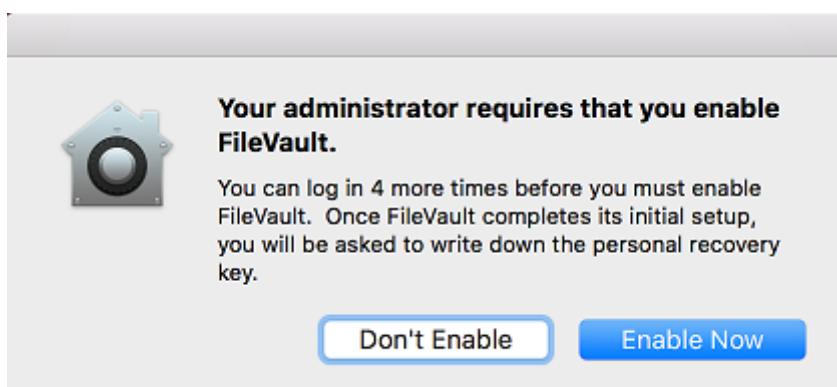 Your administrator requires that you enable
FileVault.
You can log in 4 more times before you must enable
FileVault.  Once FileVault completes its initial setup,
you will be asked to write down the personal recovery
key.
Don't Enable
Enable Now